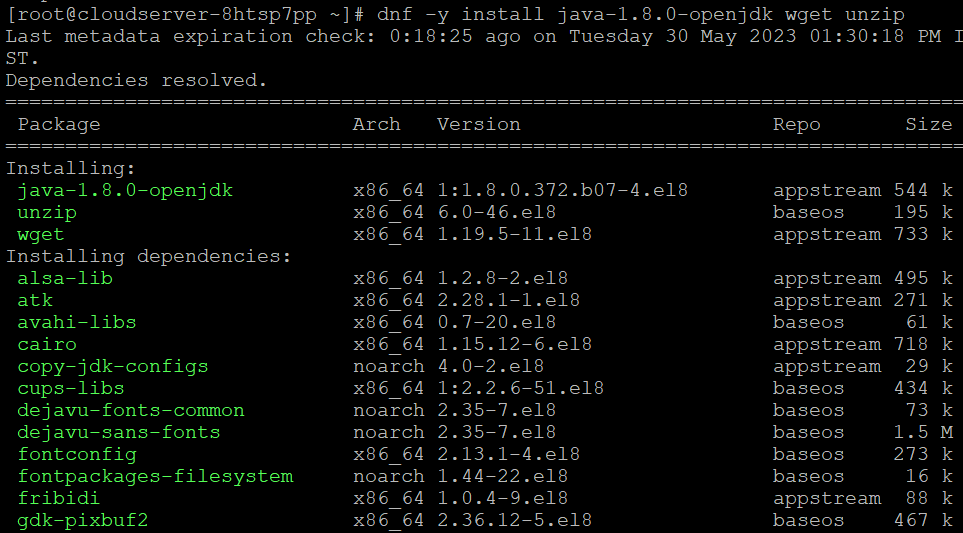 [root@cloudserver-8htsp7pp ~]# dnf -y install java-1.8.0-openjdk wget unzip
Last metadata expiration check: 0:18:25 ago on Tuesday 30 May 2023 01:30:18 PM I
ST.
Dependencies resolved.
================================================================================
Package Arch Version Repo Size
================================================================================
Installing:
java-1.8.0-openjdk x86_64 1:1.8.0.372.b07-4.el8 appstream 544 k
unzip x86_64 6.0-46.el8 baseos 195 k
wget x86_64 1.19.5-11.el8 appstream 733 k
Installing dependencies:
alsa-lib x86_64 1.2.8-2.el8 appstream 495 k
atk x86_64 2.28.1-1.el8 appstream 271 k
avahi-libs x86_64 0.7-20.el8 baseos 61 k
cairo x86_64 1.15.12-6.el8 appstream 718 k
copy-jdk-configs noarch 4.0-2.el8 appstream 29 k
cups-libs x86_64 1:2.2.6-51.el8 baseos 434 k
dejavu-fonts-common noarch 2.35-7.el8 baseos 73 k
dejavu-sans-fonts noarch 2.35-7.el8 baseos 1.5 M
fontconfig x86_64 2.13.1-4.el8 baseos 273 k
fontpackages-filesystem noarch 1.44-22.el8 baseos 16 k
fribidi x86_64 1.0.4-9.el8 appstream 88 k
gdk-pixbuf2 x86_64 2.36.12-5.el8 baseos 467 k